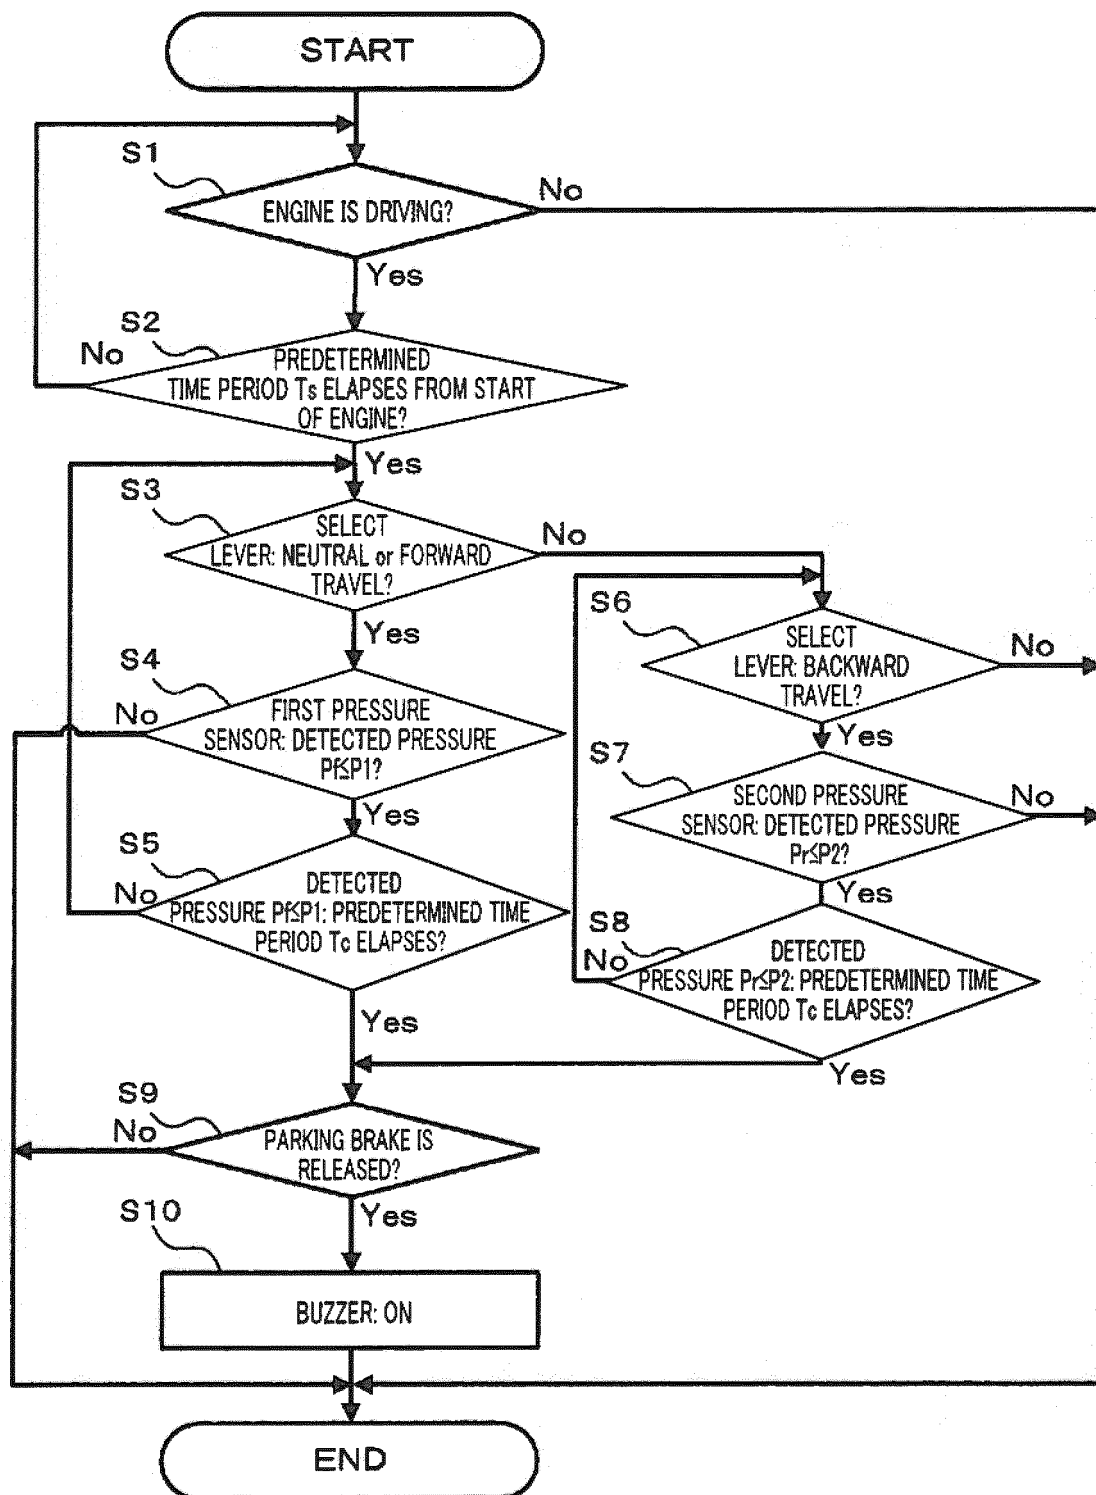 START
S1
ENGINE IS DRIVING?
No
Yes
S2
No
PREDETERMINED
TIME PERIOD Ts ELAPSES FROM START
OF ENGINE?
Yes
S3
SELECT
LEVER: NEUTRAL or FORWARD
TRAVEL?
No
Yes
S4
No
FIRST PRESSURE
SENSOR: DETECTED PRESSURE
Pf≤P1?
Yes
S5
No
DETECTED
PRESSURE Pf≤P1: PREDETERMINED TIME
PERIOD Tc ELAPSES?
Yes
S6
SELECT
LEVER: BACKWARD
TRAVEL?
No
Yes
S7
SECOND PRESSURE
SENSOR: DETECTED PRESSURE
Pr≤P2?
No
Yes
S8
No
DETECTED
PRESSURE Pr≤P2: PREDETERMINED TIME
PERIOD Tc ELAPSES?
Yes
S9
No
PARKING BRAKE IS
RELEASED?
Yes
S10
BUZZER: ON
END